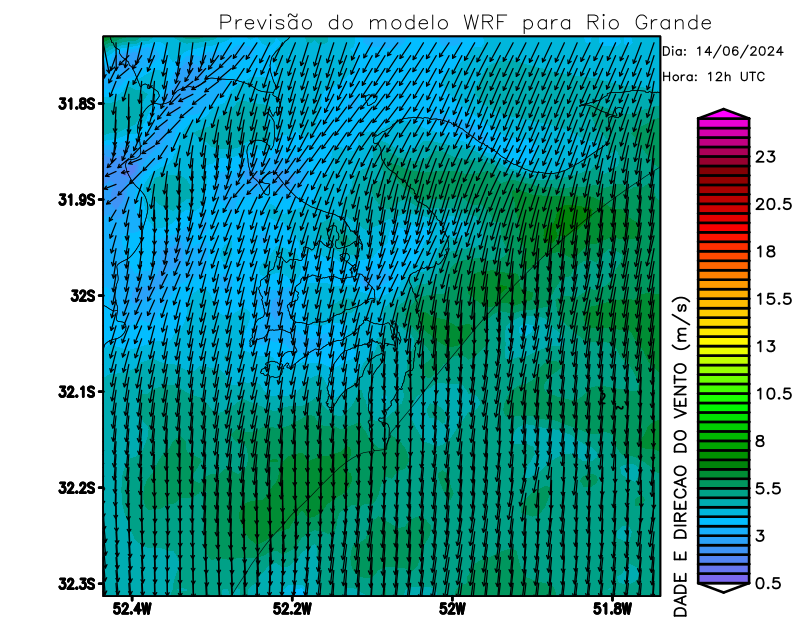 Previsão do modelo WRF para Rio Grande
Dia: 14/06/2024
Hora: 12h UTC
31.8S
31.9S
32S
32.1S
32.2S
32.3S
52.4W
52.2W
52W
51.8W
23
20.5
18
15.5
13
10.5
8
5.5
3
0.5
DADE E DIRECAO DO VENTO (m/s)